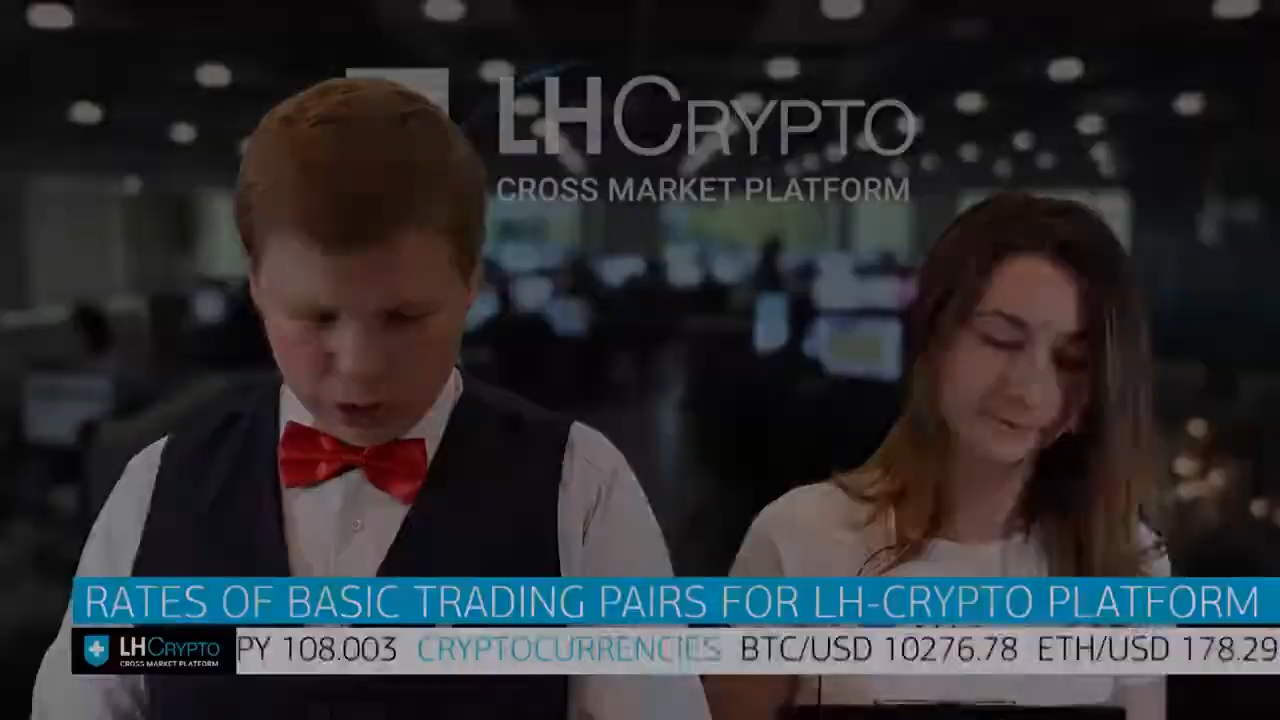 LHCRYPTO
CROSS MARKET PLATFORM
RATES OF BASIC TRADING PAIRS FOR LH-CRYPTO PLATFORM
LHCRYPTO
CROSS MARKET PLATFORM
PY 108.003 CRYPTOCURRENCIES BTC/USD 10276.78 ETH/USD 178.29